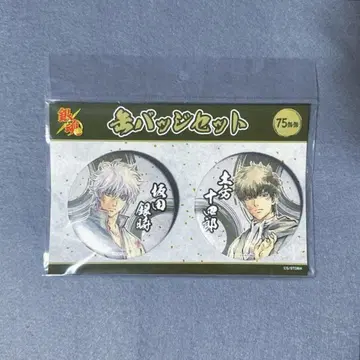 銀魂
缶バッジセット
75mm
坂田
銀時
土方
十四郎